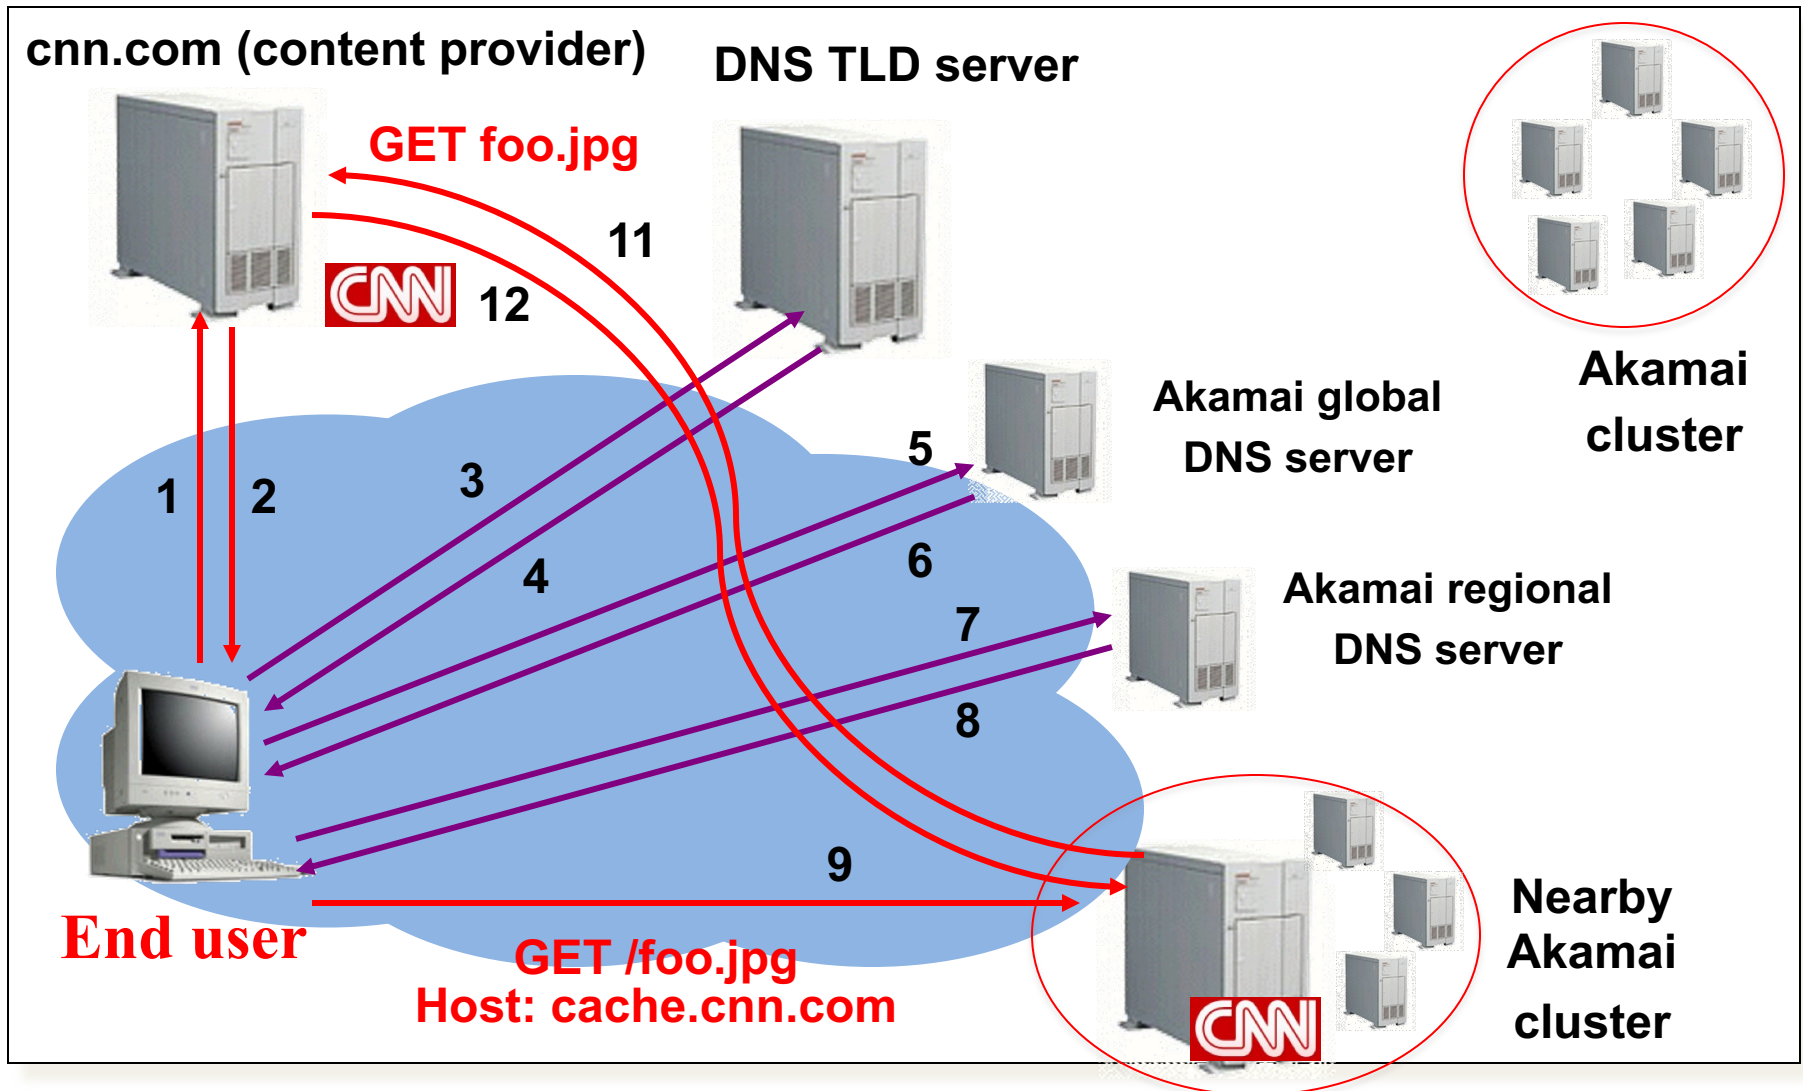 cnn.com (content provider)
DNS TLD server
GET foo.jpg
11
CNN
12
Akamai
cluster
Akamai global
DNS server
5
3
1
2
6
4
Akamai regional
DNS server
7
8
9
Nearby
Akamai
cluster
End user
GET /foo.jpg
Host: cache.cnn.com
CNN